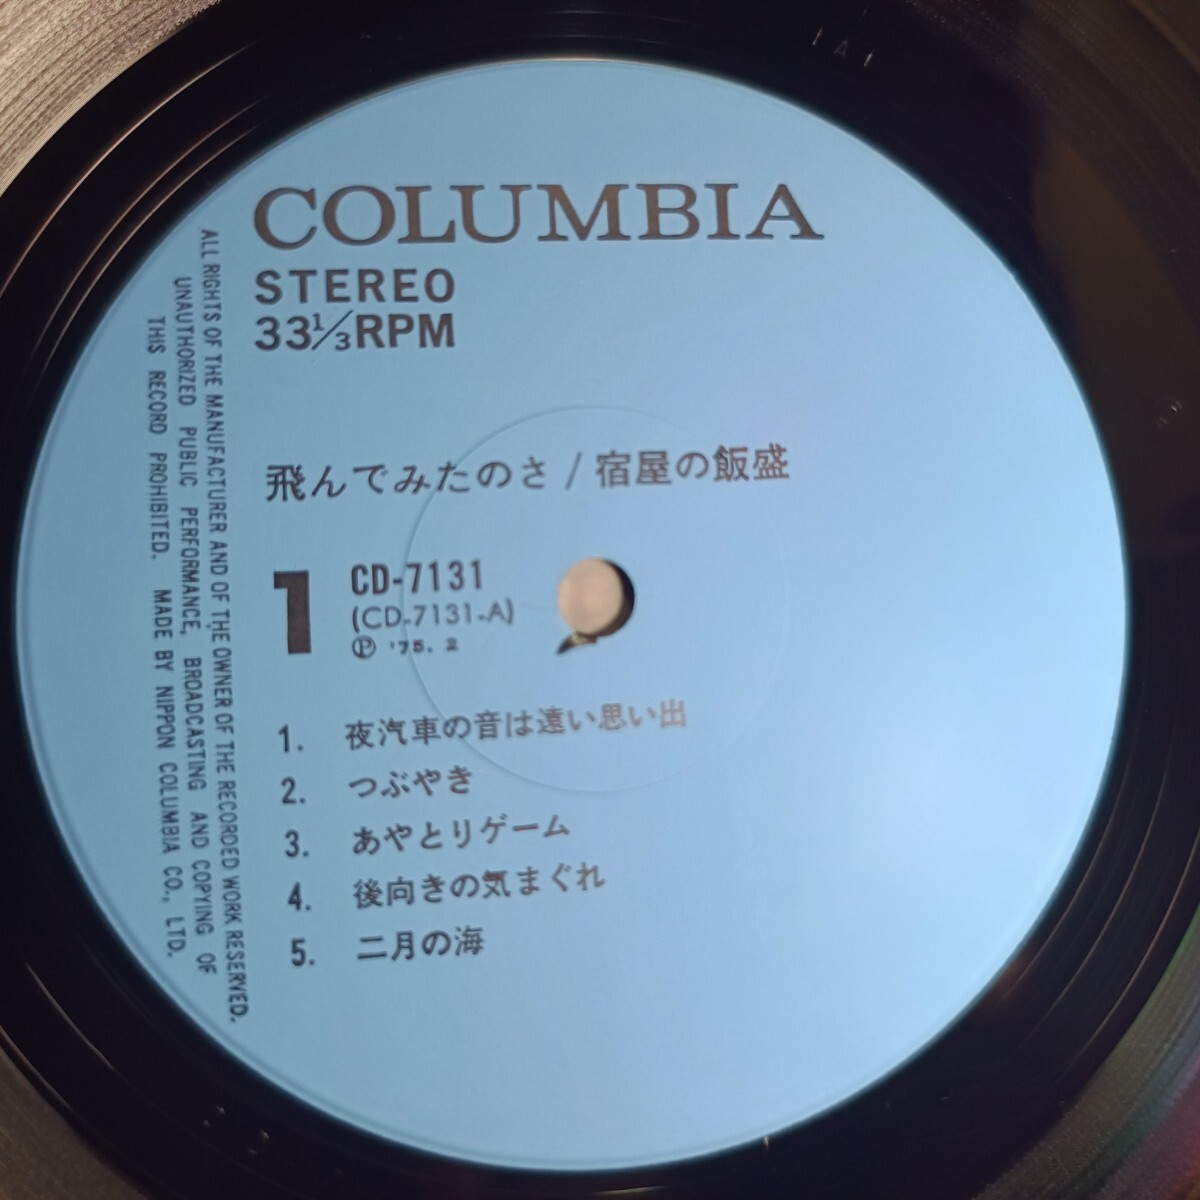 COLUMBIA
STEREO
33⅓RPM
飛んでみたのさ / 宿屋の飯盛
1
CD-7131
(CD-7131-A)
Ⓟ '75. 2
1. 夜汽車の音は遠い思い出
2. つぶやき
3. あやとりゲーム
4. 後向きの気まぐれ
5. 二月の海
ALL RIGHTS OF THE MANUFACTURER AND OF THE OWNER OF THE RECORDED WORK RESERVED.
UNAUTHORIZED PUBLIC PERFORMANCE, BROADCASTING AND COPYING OF
THIS RECORD PROHIBITED. MADE BY NIPPON COLUMBIA CO., LTD.